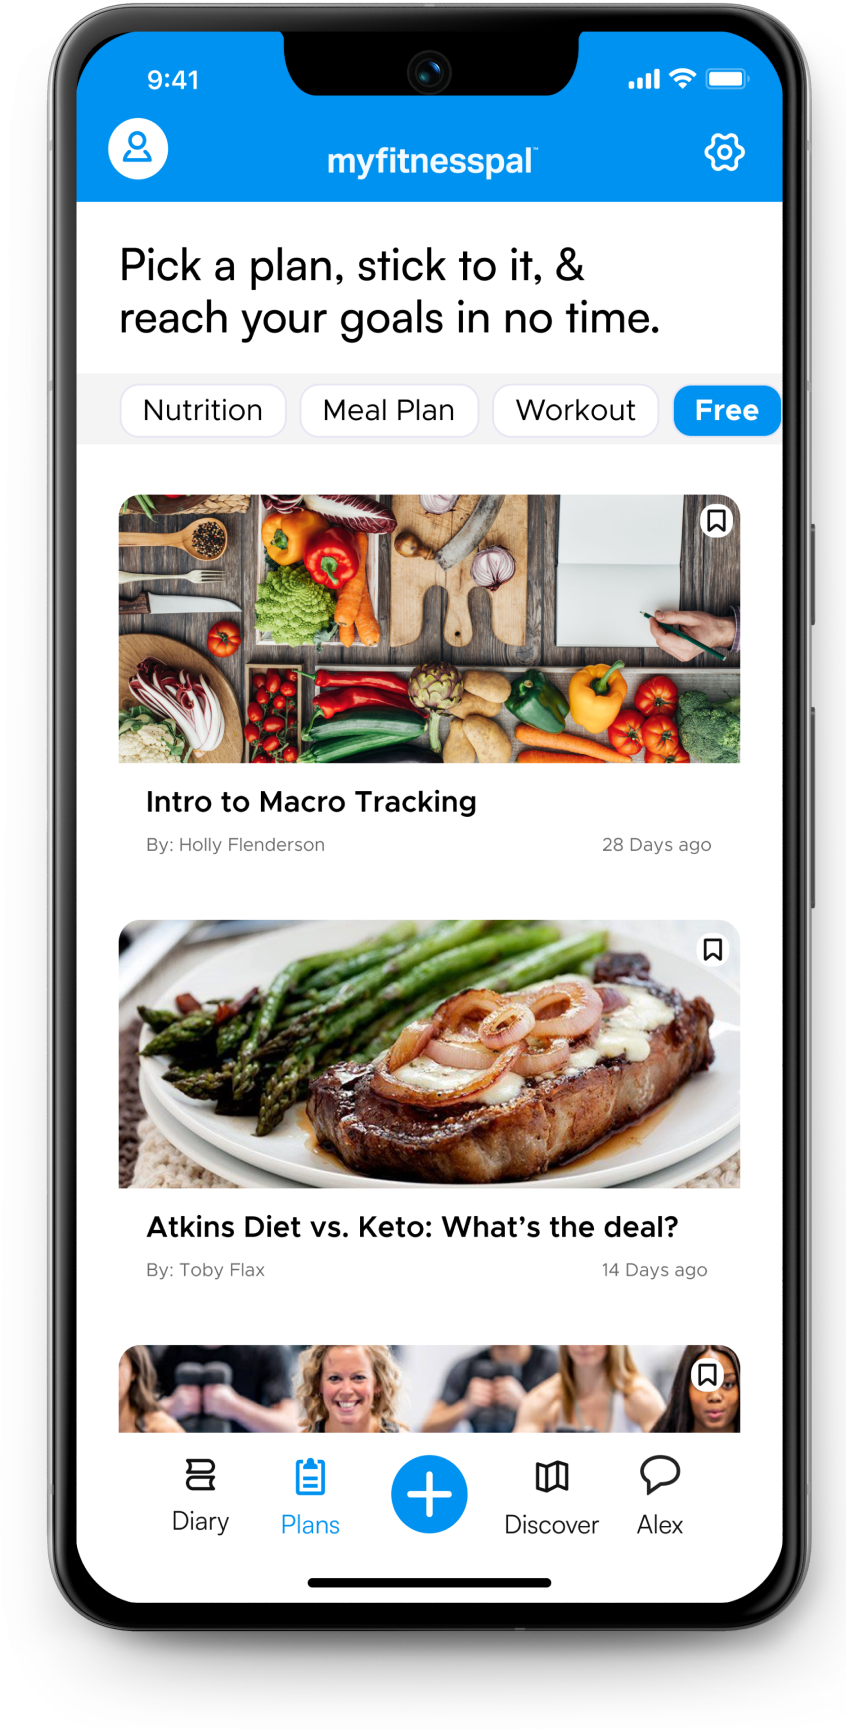 9:41
myfitnesspal™
Pick a plan, stick to it, &
reach your goals in no time.
Nutrition
Meal Plan
Workout
Free
Intro to Macro Tracking
By: Holly Flenderson
28 Days ago
Atkins Diet vs. Keto: What’s the deal?
By: Toby Flax
14 Days ago
Diary
Plans
Discover
Alex